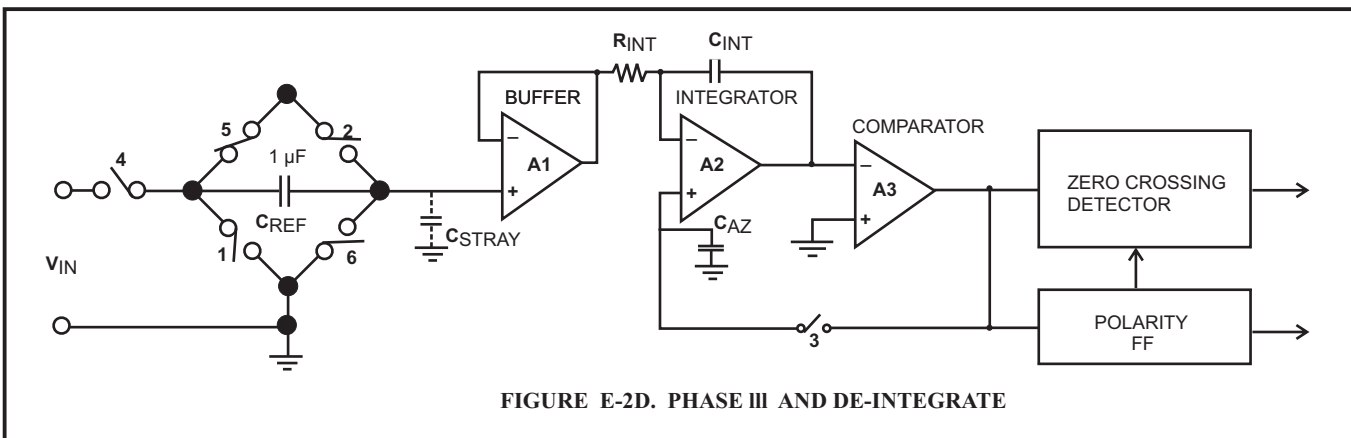 RINT
CINT
BUFFER
INTEGRATOR
COMPARATOR
5
2
4
1 µF
CREF
1
6
VIN
CSTRAY
–
A1
+
–
A2
+
CAZ
–
A3
+
3
ZERO CROSSING
DETECTOR
POLARITY
FF
FIGURE E-2D. PHASE lll AND DE-INTEGRATE